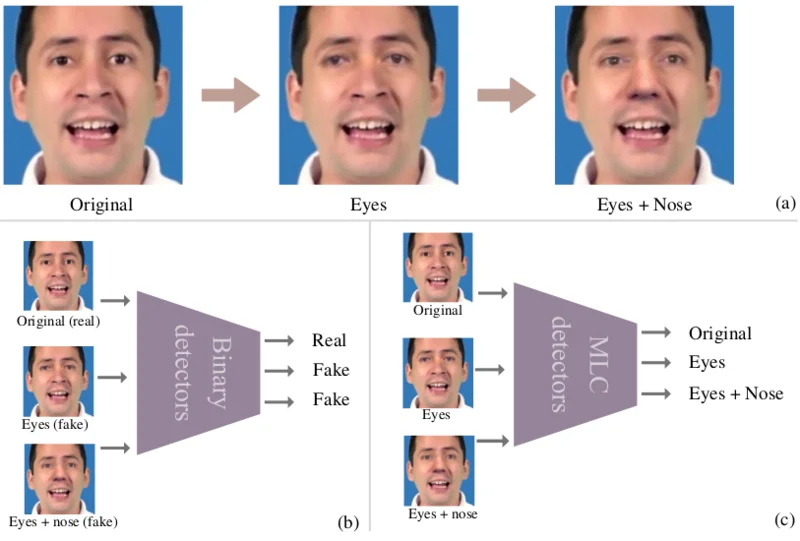 Original
Eyes
Eyes + Nose
(a)
Original (real)
Eyes (fake)
Eyes + nose (fake)
Binary
detectors
Real
Fake
Fake
(b)
Original
Eyes
Eyes + nose
MLC
detectors
Original
Eyes
Eyes + Nose
(c)